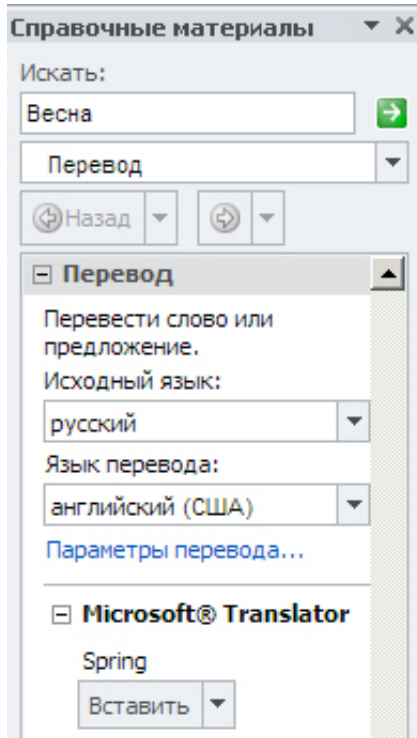 Справочные материалы
Искать:
Весна
Перевод
Назад
Перевод
Перевести слово или
предложение.
Исходный язык:
русский
Язык перевода:
английский (США)
Параметры перевода...
Microsoft® Translator
Spring
Вставить